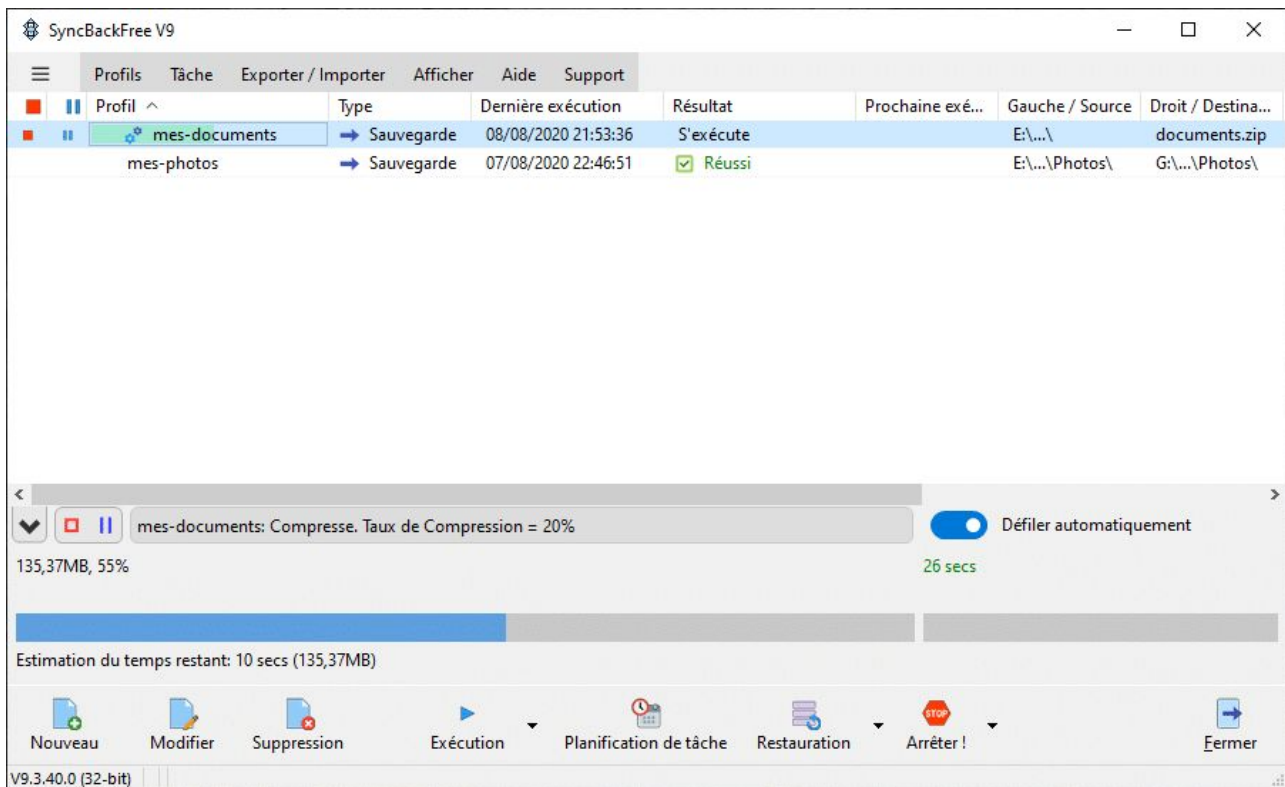 SyncBackFree V9
Profils Tâche Exporter / Importer Afficher Aide Support
Profil Type Dernière exécution Résultat Prochaine exé... Gauche / Source Droit / Destina...
mes-documents Sauvegarde 08/08/2020 21:53:36 S'exécute E:\...\ documents.zip
mes-photos Sauvegarde 07/08/2020 22:46:51 Réussi E:\...\Photos\ G:\...\Photos\
mes-documents: Compresse. Taux de Compression = 20% Défiler automatiquement
135,37MB, 55% 26 secs
Estimation du temps restant: 10 secs (135,37MB)
STOP
Nouveau Modifier Suppression Exécution Planification de tâche Restauration Arrêter ! Fermer
V9.3.40.0 (32-bit)